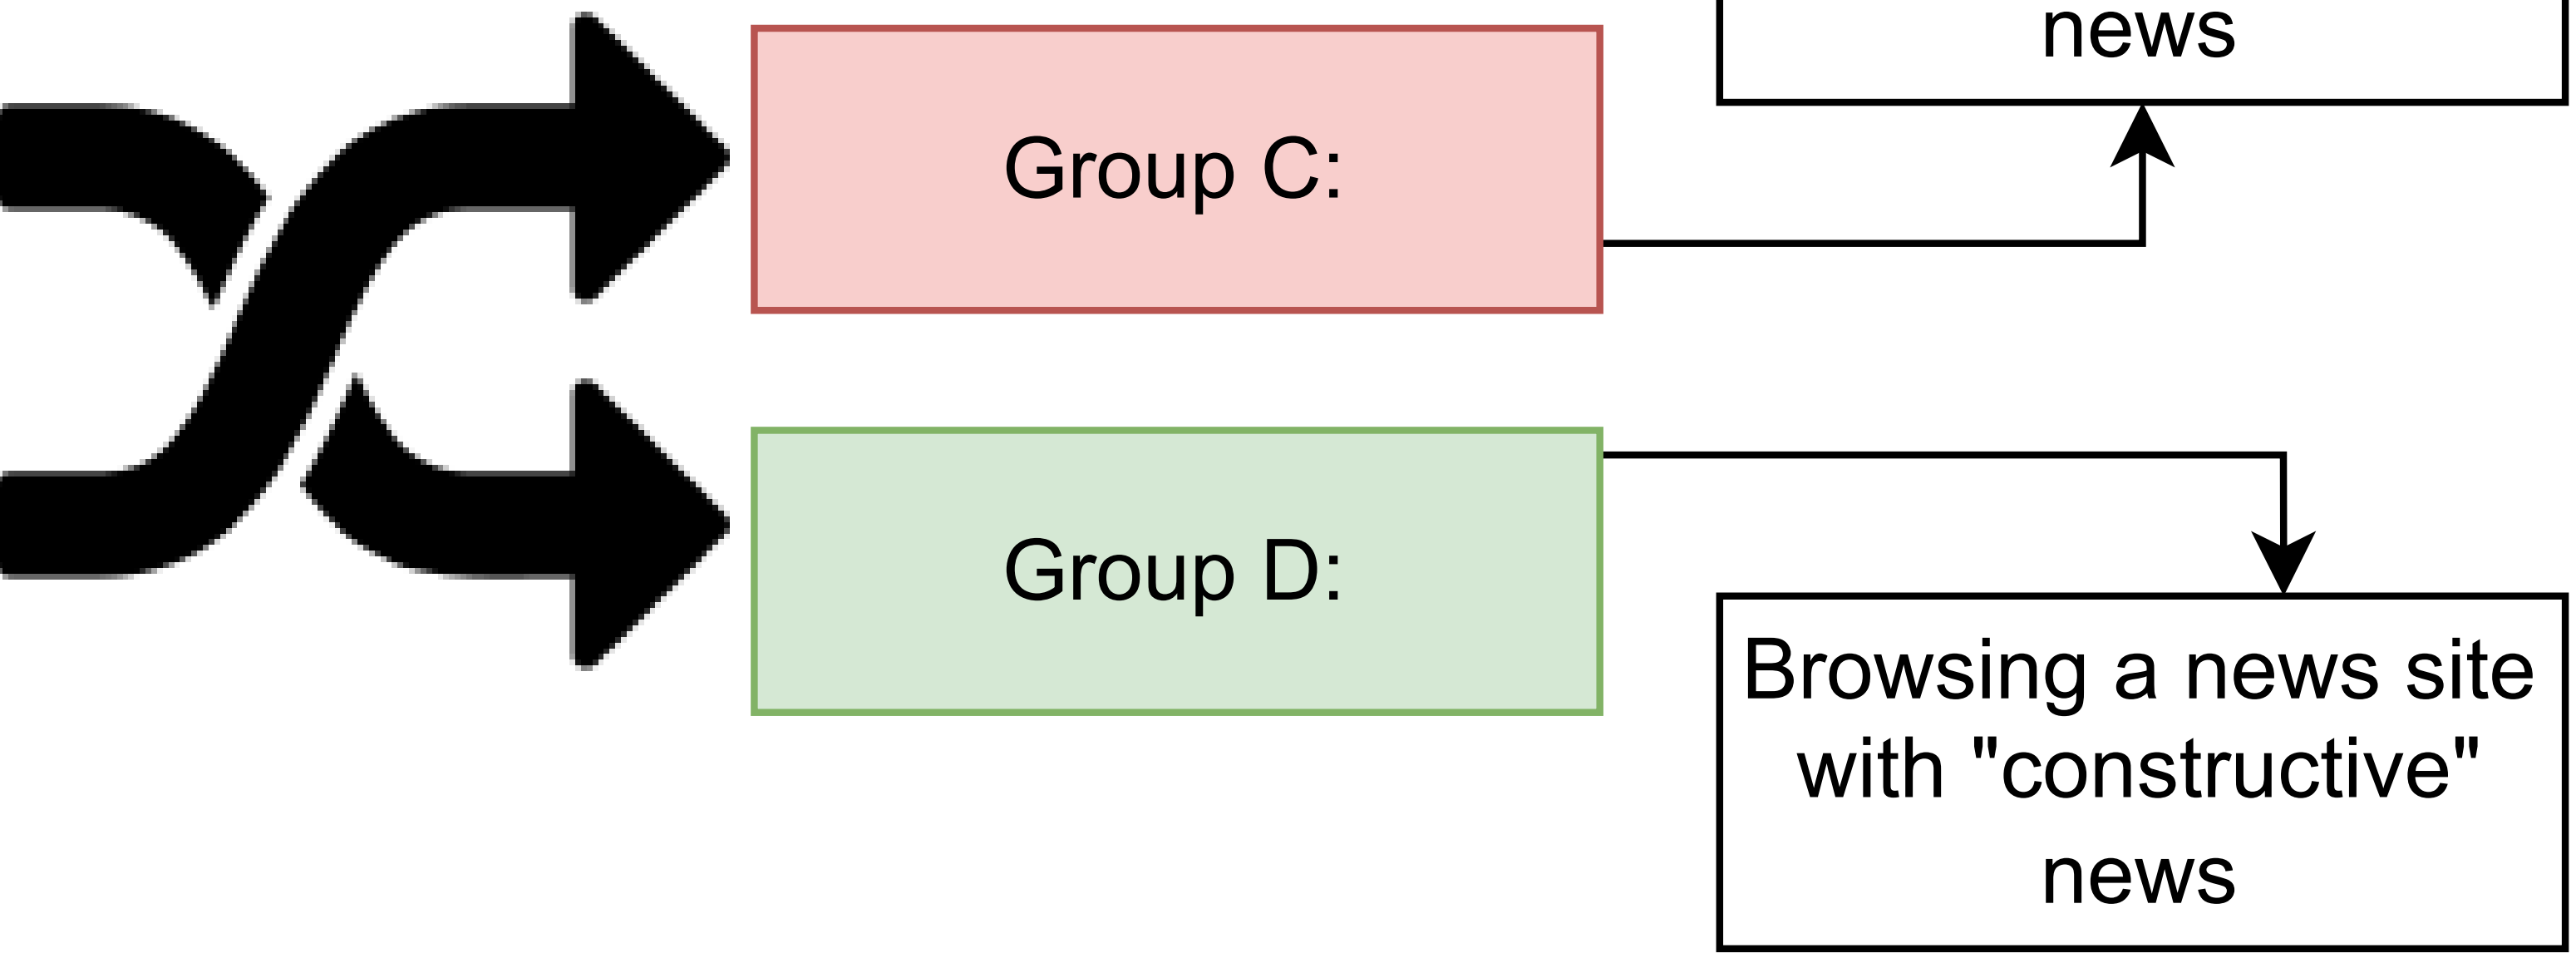 news
Group C:
Group D:
Browsing a news site
with "constructive"
news